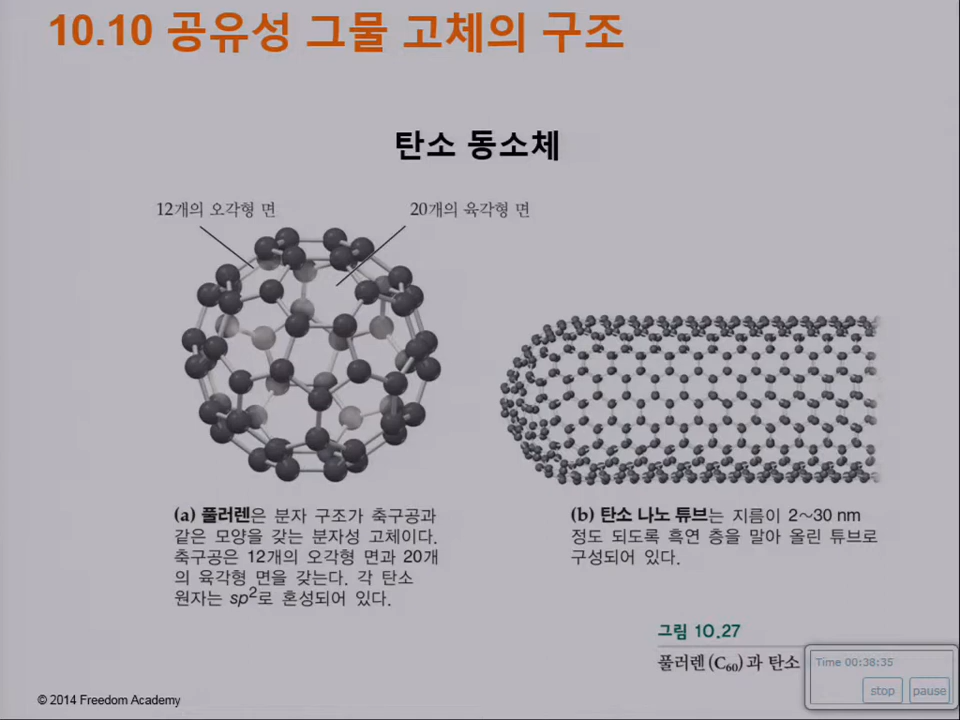 10.10 공유성 그물 고체의 구조
탄소 동소체
12개의 오각형 면
20개의 육각형 면
(a) 풀러렌은 분자 구조가 축구공과
같은 모양을 갖는 분자성 고체이다.
축구공은 12개의 오각형 면과 20개
의 육각형 면을 갖는다. 각 탄소
원자는 sp²로 혼성되어 있다.
(b) 탄소 나노 튜브는 지름이 2~30 nm
정도 되도록 흑연 층을 말아 올린 튜브로
구성되어 있다.
그림 10.27
풀러렌(C₆₀)과 탄소
Time 00:38:35
stop pause
© 2014 Freedom Academy